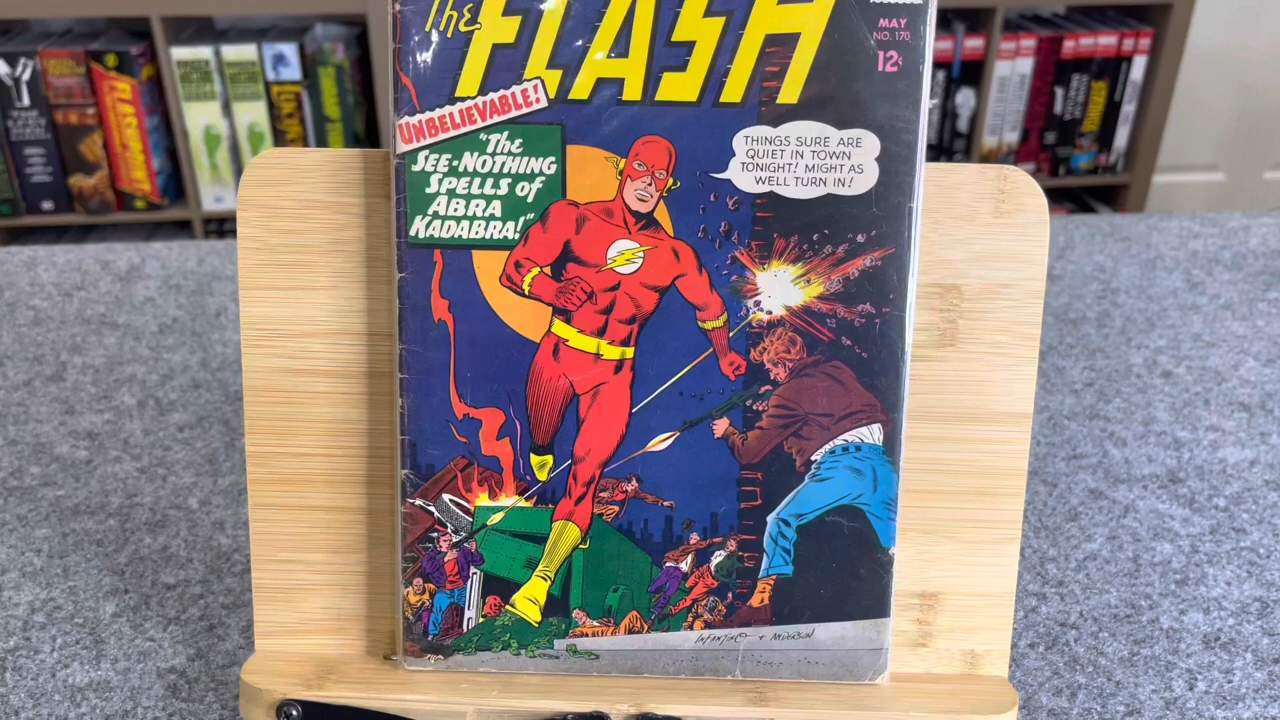 The FLASH
MAY
NO. 170
12¢
UNBELIEVABLE!
"The
SEE-NOTHING
SPELLS of
ABRA
KADABRA!"
THINGS SURE ARE
QUIET IN TOWN
TONIGHT! MIGHT AS
WELL TURN IN!
INFANTINO + ANDERSON